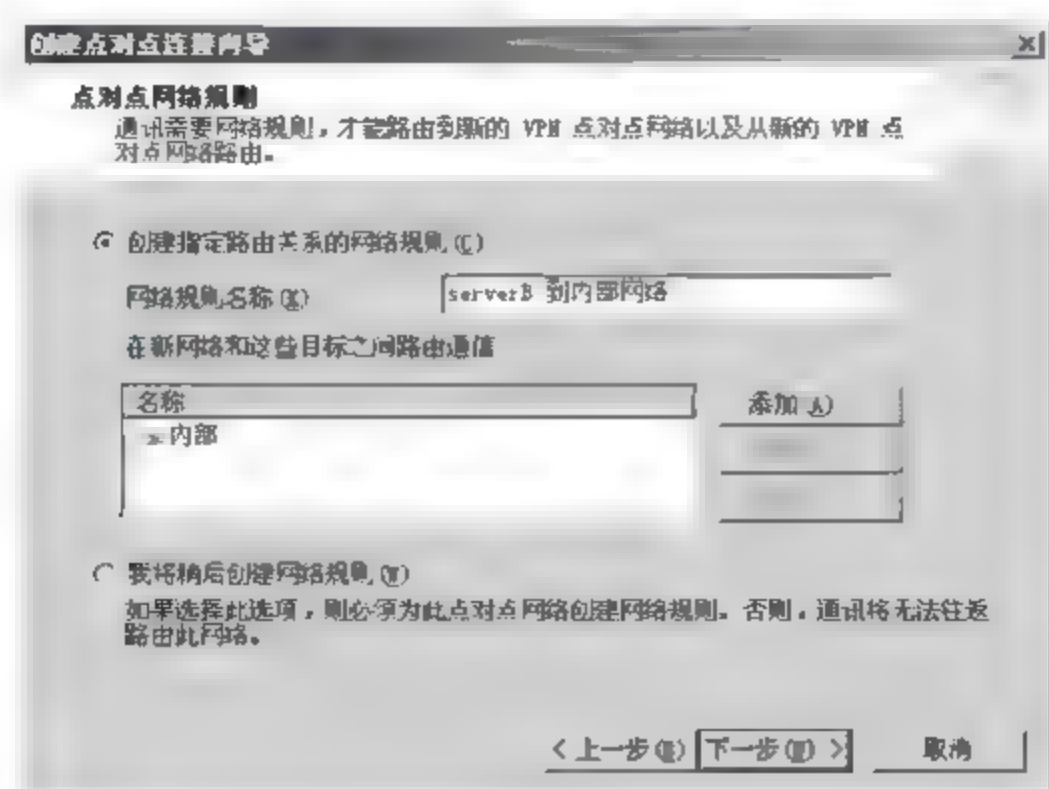 创建点对点连接向导
点对点网络规则
通讯需要网络规则，才能路由到新的 VPN 点对点网络以及从新的 VPN 点
对点网络路由。
创建指定路由关系的网络规则(C)
网络规则名称(X) serverB 到内部网络
在新网络和这些目标之间路由通信
名称 添加(A)
内部
我将稍后创建网络规则(W)
如果选择此选项，则必须为此点对点网络创建网络规则。否则，通讯将无法往返
路由此网络。
< 上一步(B) 下一步(N) > 取消